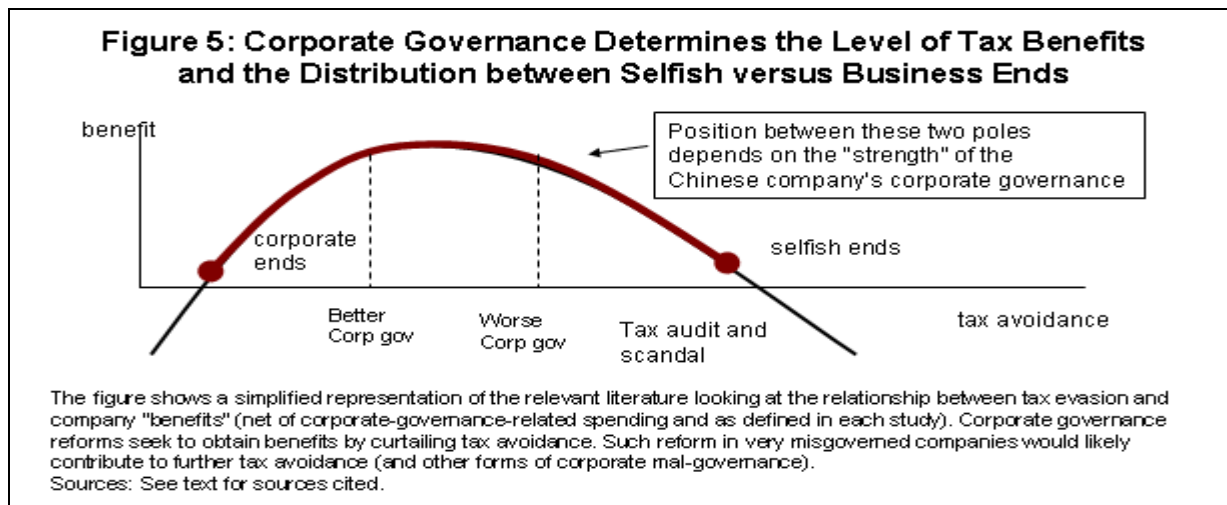 Figure 5: Corporate Governance Determines the Level of Tax Benefits
and the Distribution between Selfish versus Business Ends
benefit
Position between these two poles
depends on the "strength" of the
Chinese company's corporate governance
corporate
ends
selfish ends
Better
Corp gov
Worse
Corp gov
Tax audit and
scandal
tax avoidance
The figure shows a simplified representation of the relevant literature looking at the relationship between tax evasion and
company "benefits" (net of corporate-governance-related spending and as defined in each study). Corporate governance
reforms seek to obtain benefits by curtailing tax avoidance. Such reform in very misgoverned companies would likely
contribute to further tax avoidance (and other forms of corporate mal-governance).
Sources: See text for sources cited.